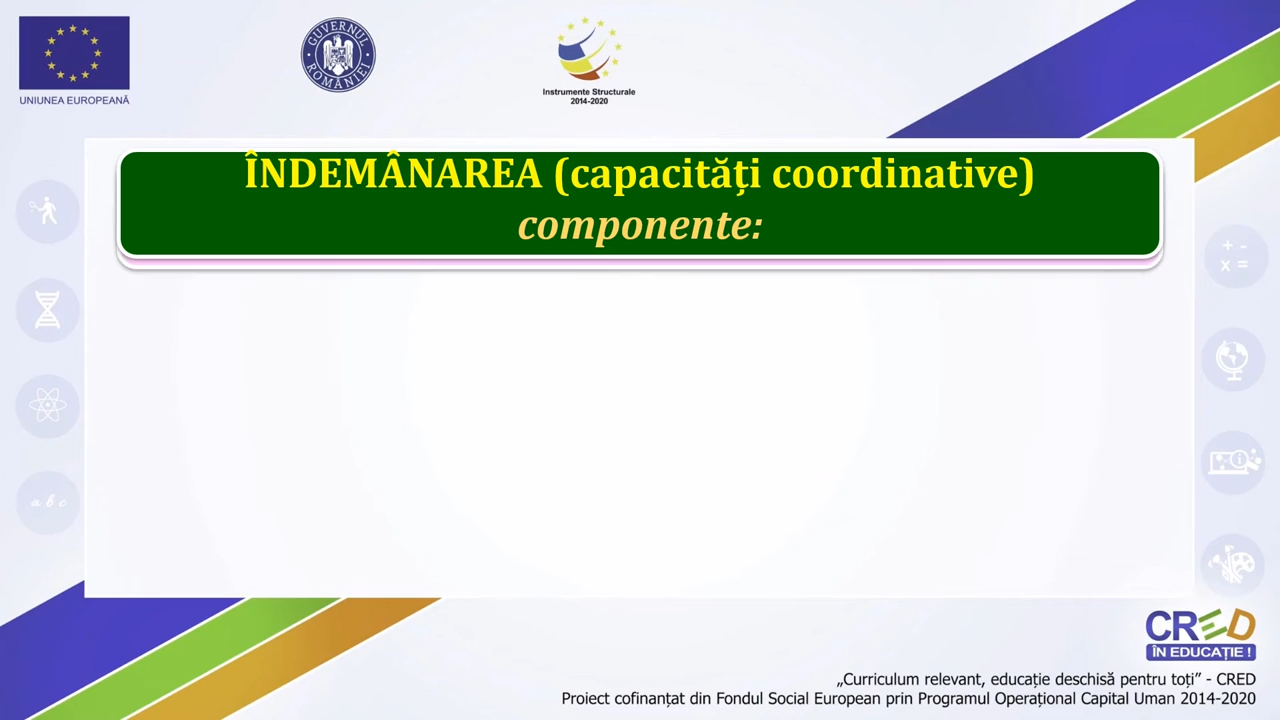 UNIUNEA EUROPEANĂ
GUVERNUL ROMÂNIEI
Instrumente Structurale
2014-2020
ÎNDEMÂNAREA (capacități coordinative)
componente:
a b c
+ -
x =
CRED
ÎN EDUCAȚIE !
„Curriculum relevant, educație deschisă pentru toți” - CRED
Proiect cofinanțat din Fondul Social European prin Programul Operațional Capital Uman 2014-2020